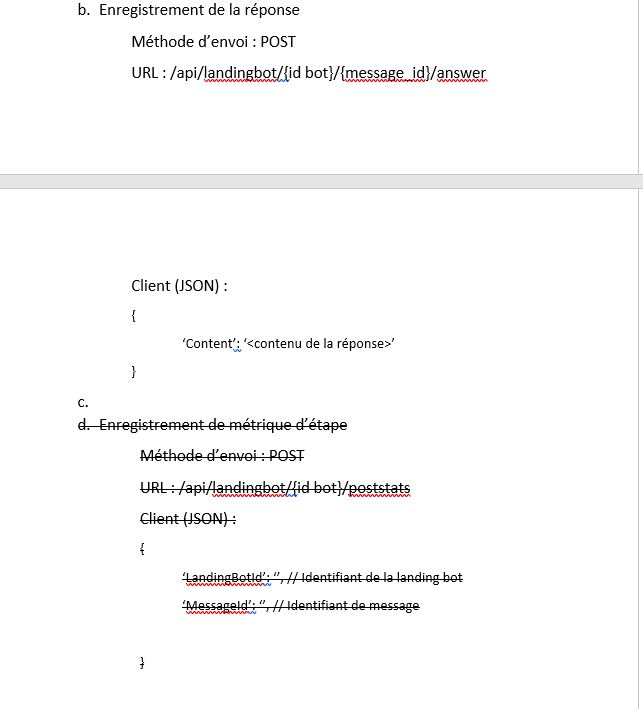 b. Enregistrement de la réponse
Méthode d’envoi : POST
URL : /api/landingbot/{id bot}/{message_id}/answer
Client (JSON) :
{
‘Content’: ‘<contenu de la réponse>’
}
c.
d. Enregistrement de métrique d’étape
Méthode d’envoi : POST
URL : /api/landingbot/{id bot}/poststats
Client (JSON) :
{
‘LandingBotId’: ‘’, // Identifiant de la landing bot
‘MessageId’: ‘’, // Identifiant de message
}